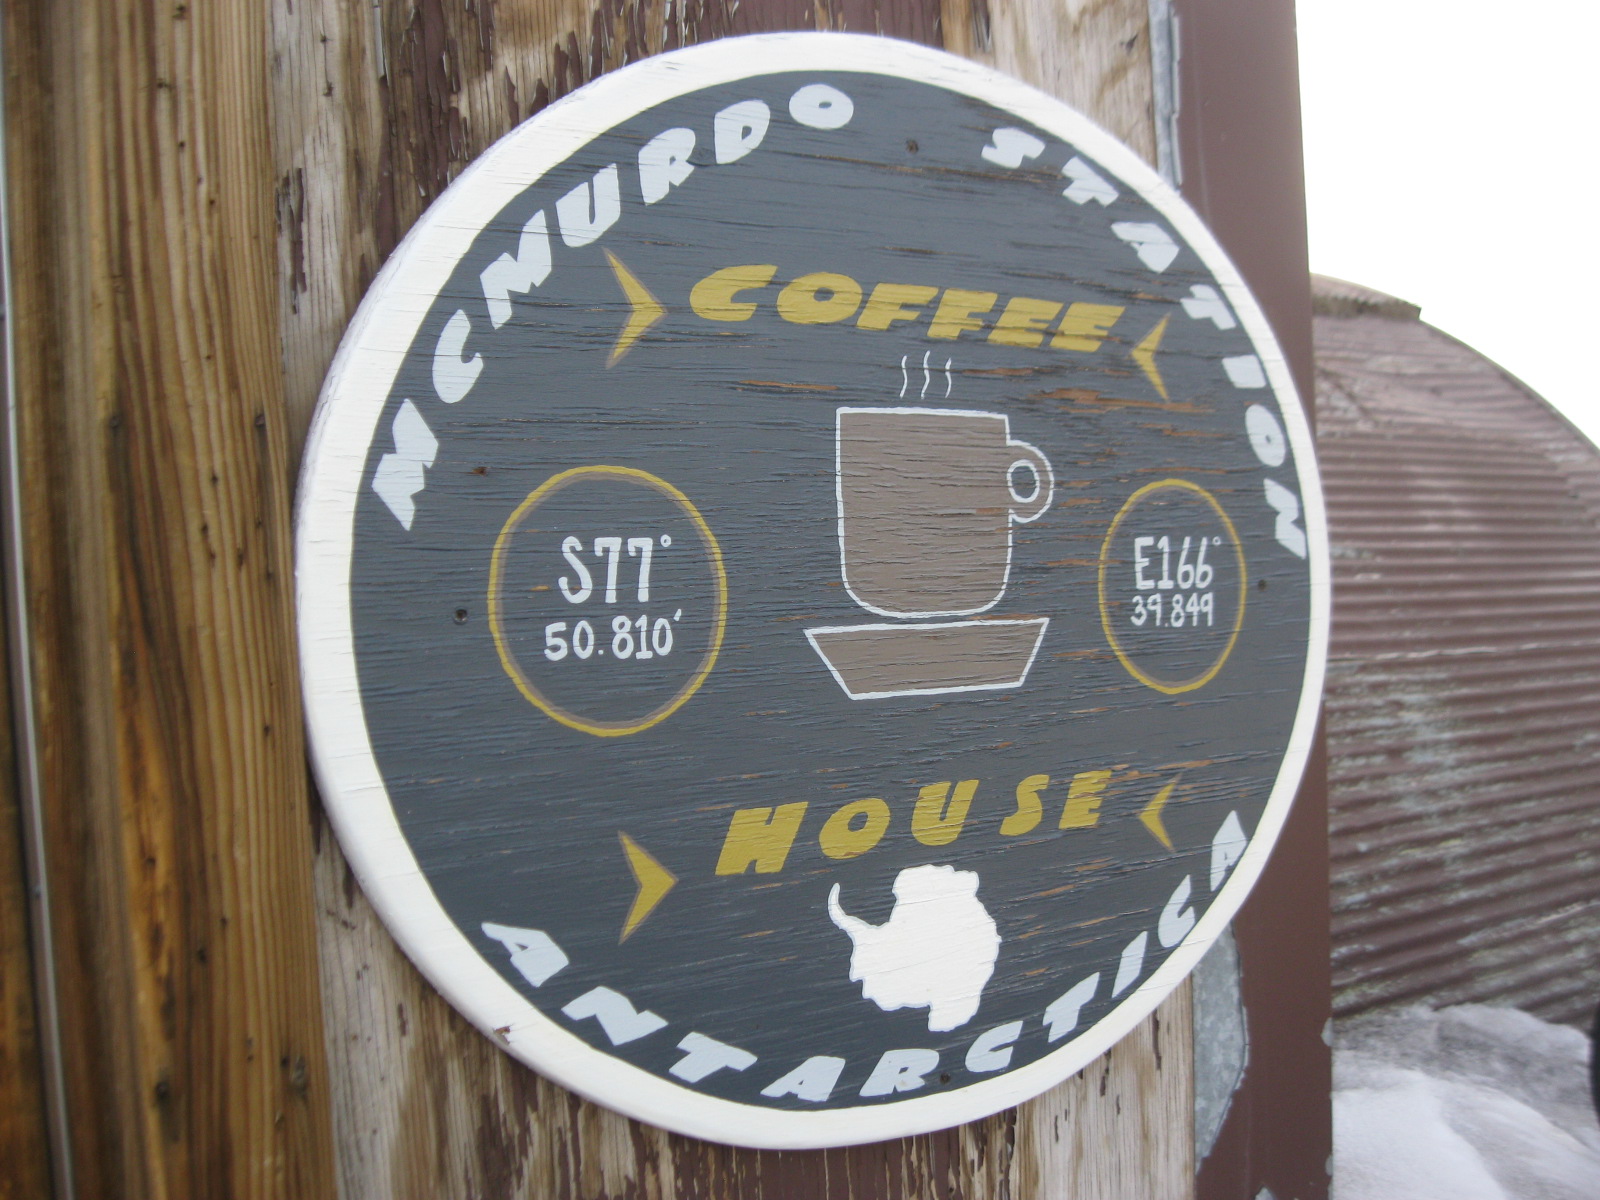 MCMURDO STATION
COFFEE
S77°
50.810'
E166°
39.849
HOUSE
ANTARCTICA